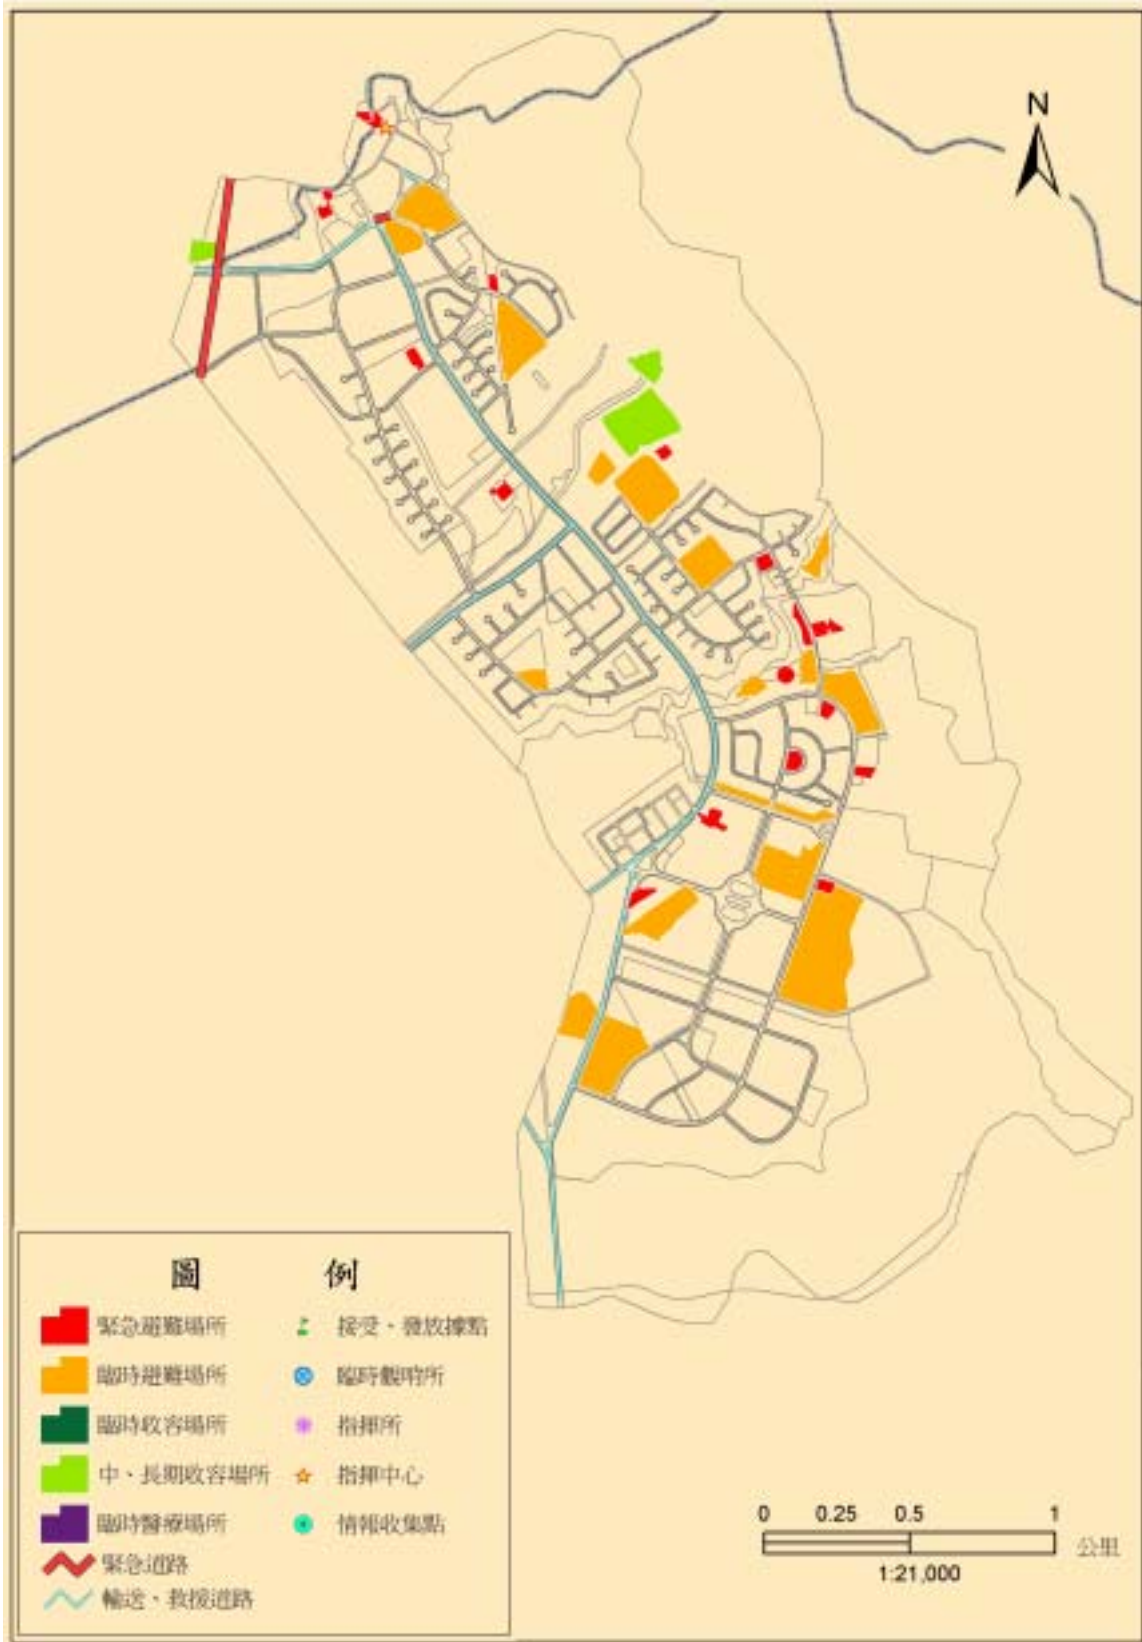 N
圖 例
緊急避難場所
臨時避難場所
臨時收容場所
中、長期收容場所
臨時醫療場所
緊急道路
輸送、救援道路
接受、發放據點
臨時觀哨所
指揮所
指揮中心
情報收集點
0 0.25 0.5 1
公里
1:21,000